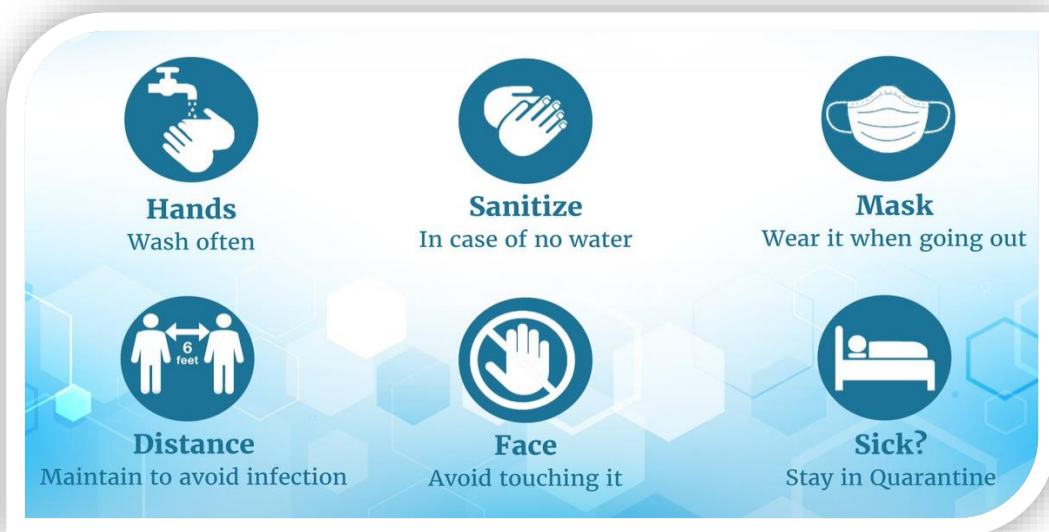 Hands
Wash often
Sanitize
In case of no water
Mask
Wear it when going out
6
feet
Distance
Maintain to avoid infection
Face
Avoid touching it
Sick?
Stay in Quarantine